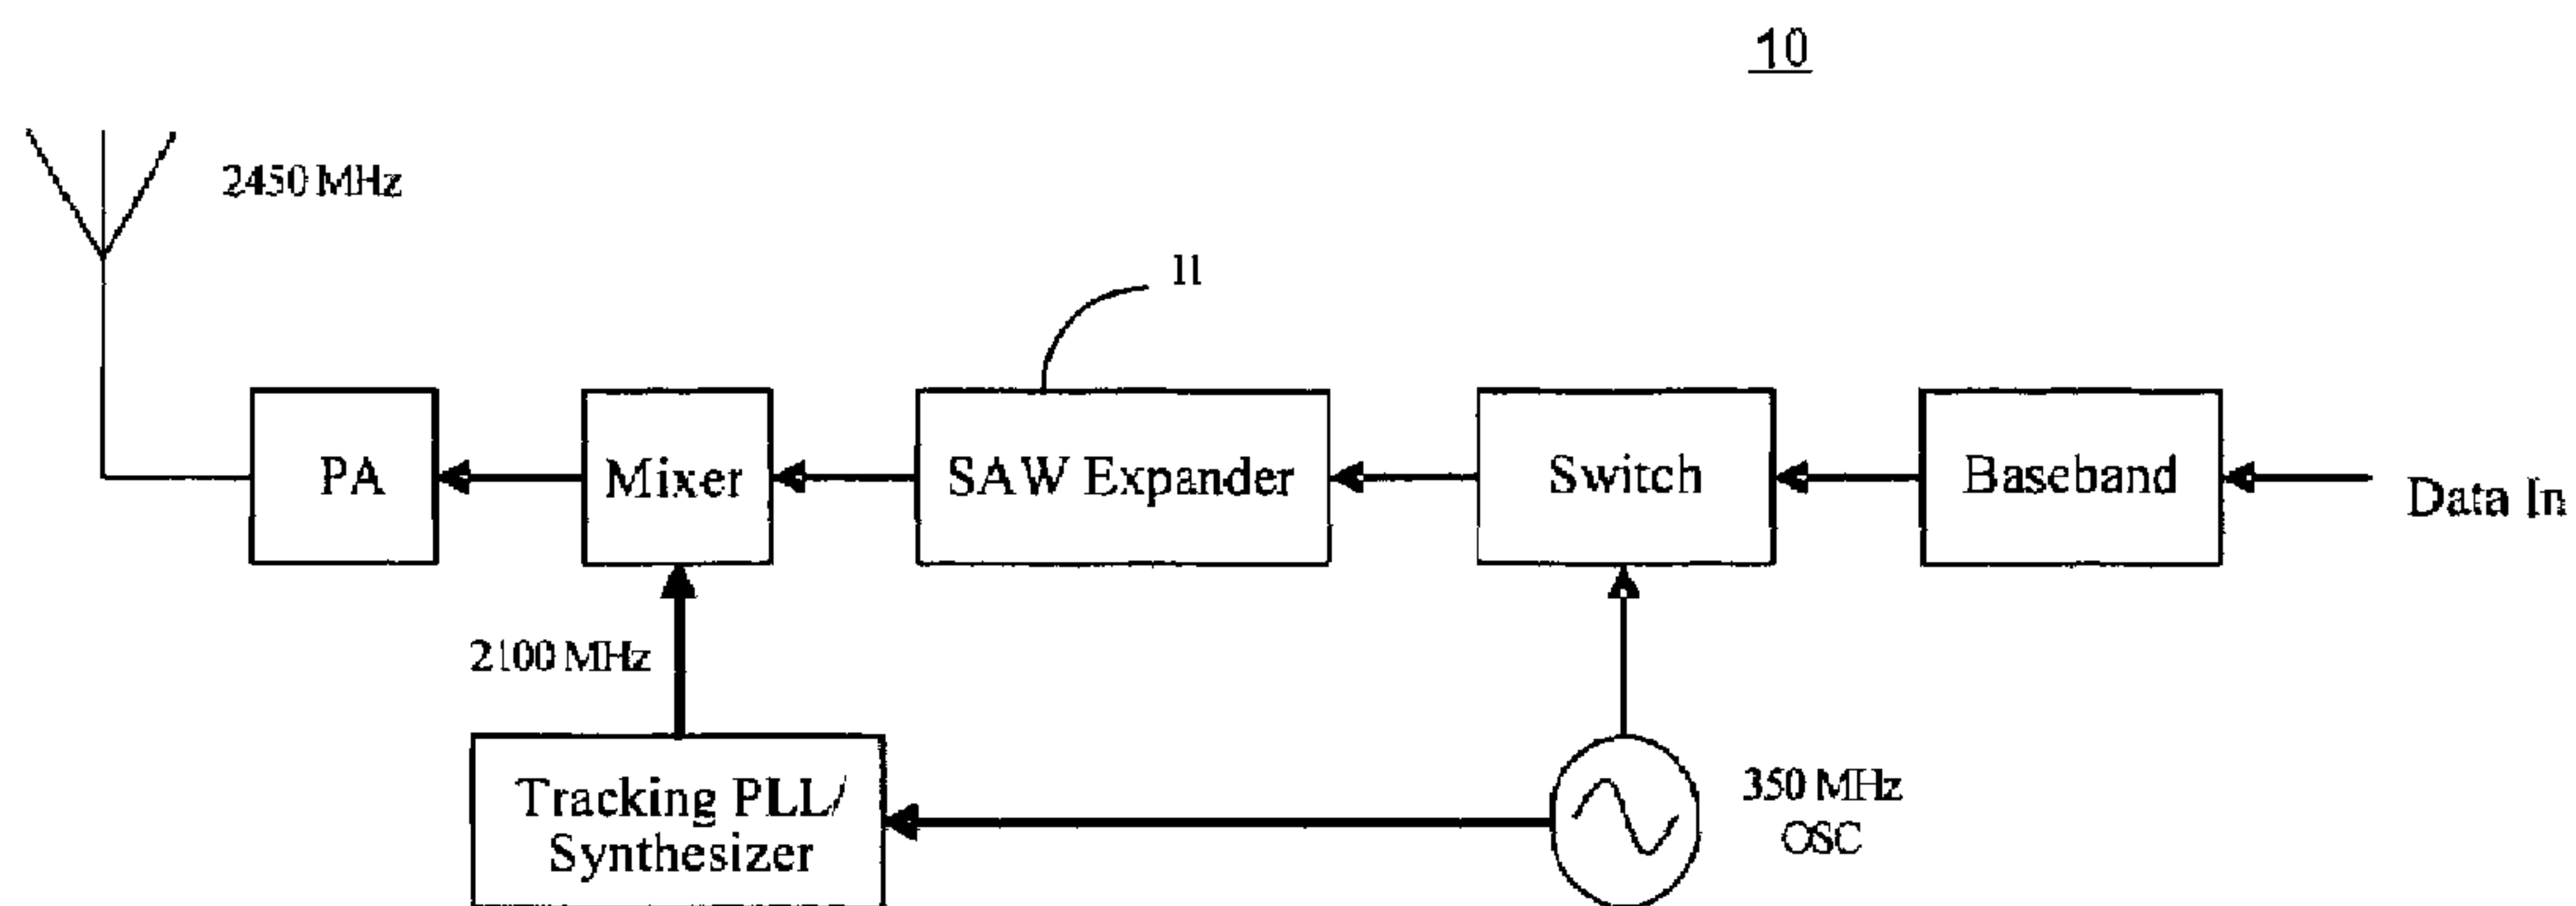 10
2450 MHz
11
PA
Mixer
SAW Expander
Switch
Baseband
Data In
2100 MHz
Tracking PLL/
Synthesizer
350 MHz
OSC